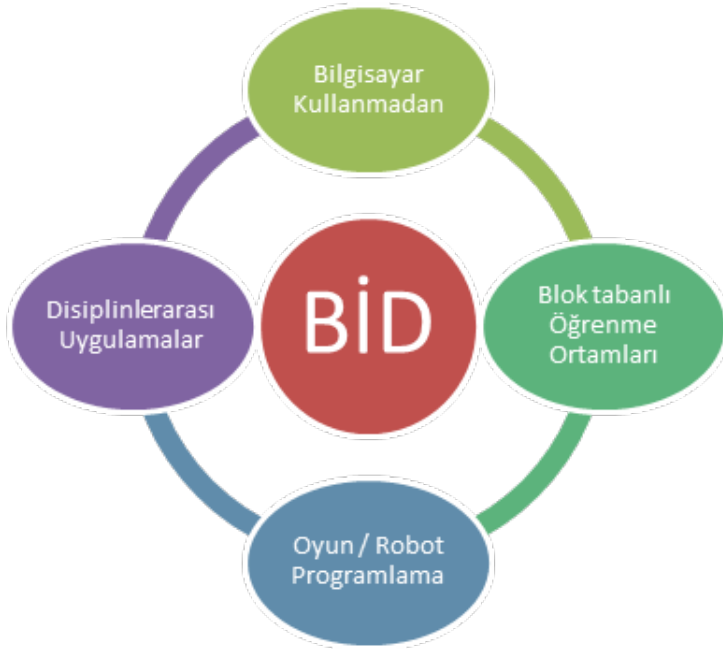 Bilgisayar
Kullanmadan
Disiplinlerarası
Uygulamalar
BİD
Blok tabanlı
Öğrenme
Ortamları
Oyun / Robot
Programlama